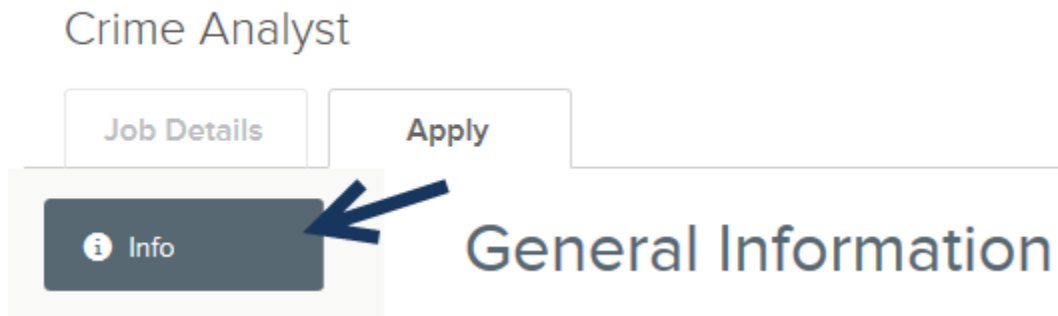 Crime Analyst
Job Details Apply
Info General Information